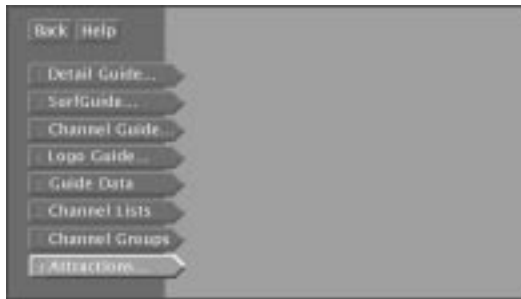 Back Help
Detail Guide...
SurfGuide...
Channel Guide...
Logo Guide...
Guide Data
Channel Lists
Channel Groups
Attractions...